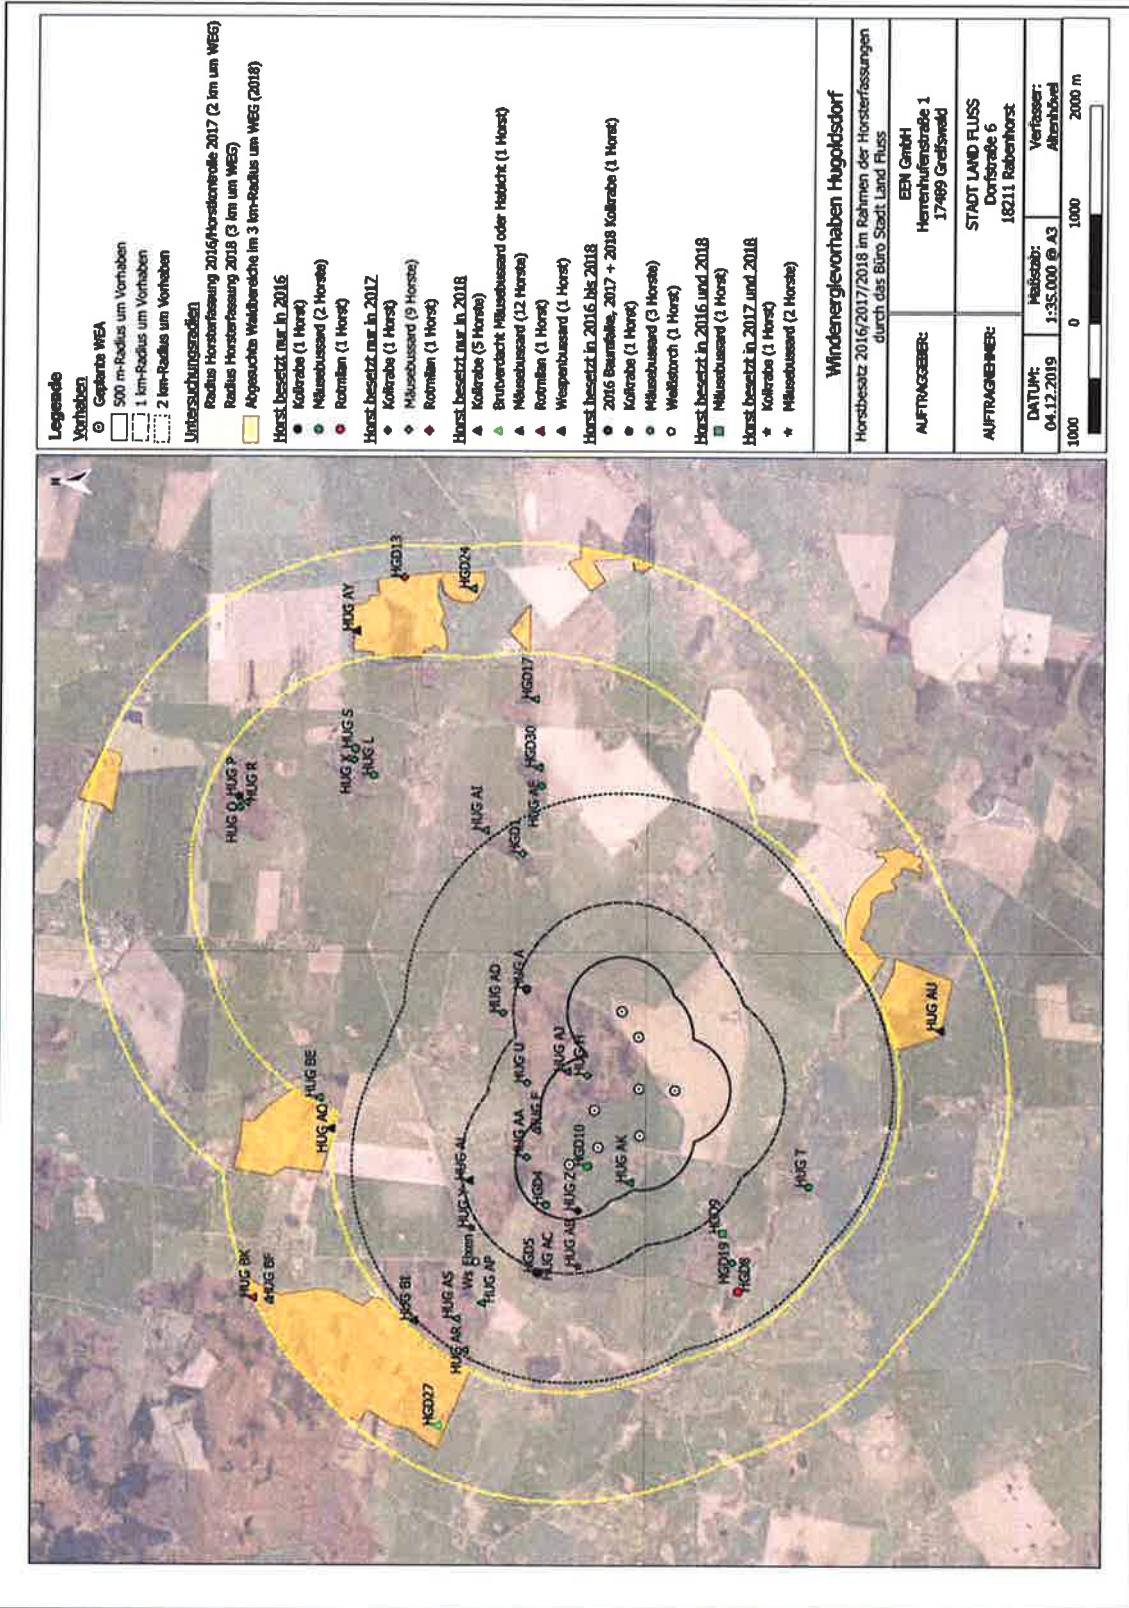 Legende
Vorhaben
Geplante WEA
500 m-Radius um Vorhaben
1 km-Radius um Vorhaben
2 km-Radius um Vorhaben
Untersuchungsradien
Radius Horsterfassung 2016/Horstkontrolle 2017 (2 km um WEG)
Radius Horsterfassung 2018 (3 km um WEG)
Abgesuchte Waldbereiche im 3 km-Radius um WEG (2018)
Horst besetzt nur in 2016
Kolkrabe (1 Horst)
Mäusebussard (2 Horste)
Rotmilan (1 Horst)
Horst besetzt nur in 2017
Kolkrabe (1 Horst)
Mäusebussard (9 Horste)
Rotmilan (1 Horst)
Horst besetzt nur in 2018
Kolkrabe (5 Horste)
Brutverdacht Mäusebussard oder Habicht (1 Horst)
Mäusebussard (12 Horste)
Rotmilan (1 Horst)
Wespenbussard (1 Horst)
Horst besetzt in 2016 bis 2018
2016 Baumfalke, 2017 + 2018 Kolkrabe (1 Horst)
Kolkrabe (1 Horst)
Mäusebussard (3 Horste)
Weißstorch (1 Horst)
Horst besetzt in 2016 und 2018
Mäusebussard (1 Horst)
Horst besetzt in 2017 und 2018
Kolkrabe (1 Horst)
Mäusebussard (2 Horste)
Windenergievorhaben Hugoldsdorf
Horstbesatz 2016/2017/2018 im Rahmen der Horsterfassungen
durch das Büro Stadt Land Fluss
AUFTRAGGEBER:
EEN GmbH
Herrenhufenstraße 1
17489 Greifswald
AUFTRAGNEHMER:
STADT LAND FLUSS
Dorfstraße 6
18211 Rabenhorst
DATUM:
04.12.2019
Maßstab:
1:35.000 @ A3
Verfasser:
Altenhövel
1000 0 1000 2000 m
N
HUG BK
HUG BF
HGD27
HUG BI
HUG AR
HUG AS
HUG AP
Ws Elxen
HUG Y
HUG AL
HUG AO
HUG BE
HGD5
HUG AC
HUG AB
HGD4
HUG Z
HUG AA
HUG F
HUG U
HGD10
HUG AK
HUG AJ
HUG H
HUG AD
HUG A
HUG AI
HGD1
HUG AE
HGD30
HGD17
HUG O
HUG P
HUG R
HUG X
HUG S
HUG L
HUG AY
HGD13
HGD24
HGD9
HGD19
HGD8
HUG T
HUG AU